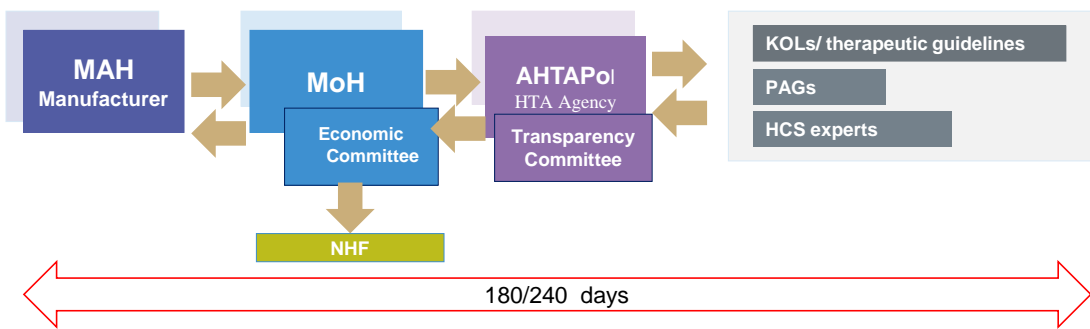 MAH
Manufacturer
MoH
Economic
Committee
NHF
AHTAPol
HTA Agency
Transparency
Committee
KOLs/ therapeutic guidelines
PAGs
HCS experts
180/240 days